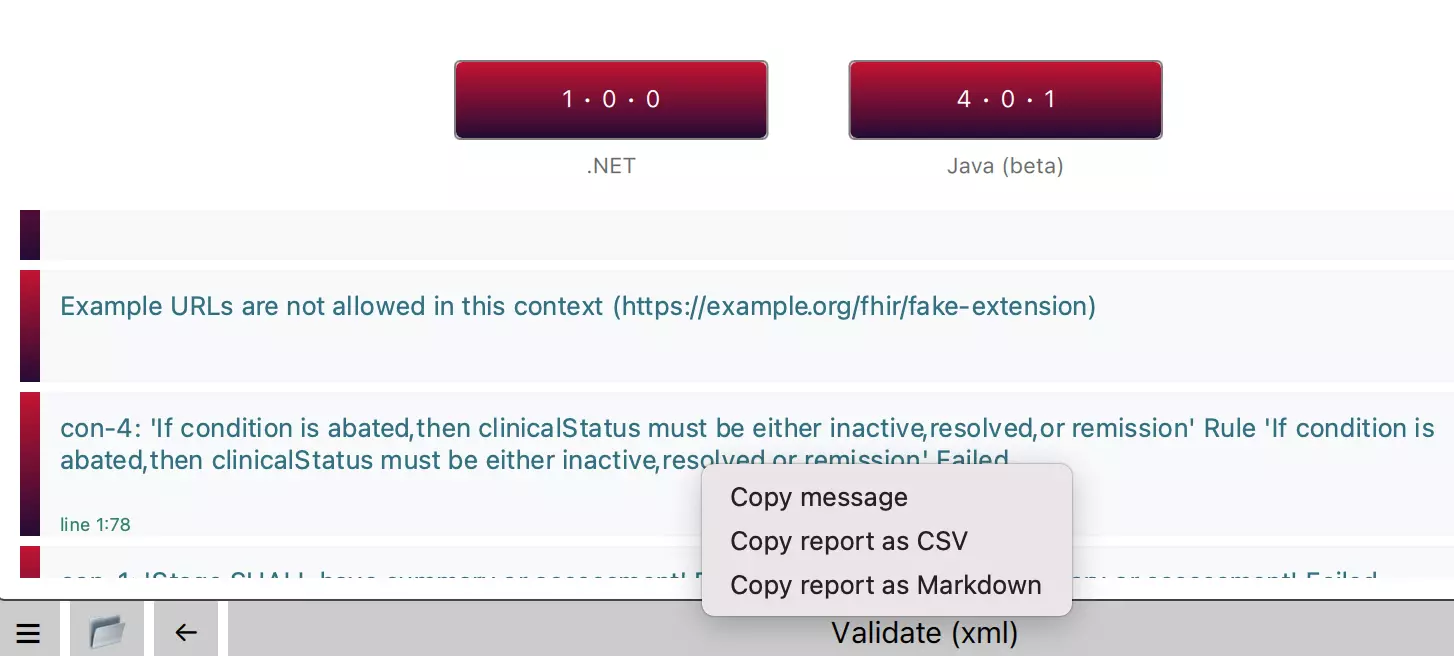 1 · 0 · 0
4 · 0 · 1
.NET
Java (beta)
Example URLs are not allowed in this context (https://example.org/fhir/fake-extension)
con-4: 'If condition is abated,then clinicalStatus must be either inactive,resolved,or remission' Rule 'If condition is
abated,then clinicalStatus must be either inactive,resolved,or remission' Failed
line 1:78
Copy message
Copy report as CSV
Copy report as Markdown
con-1: 'Stage SHALL have summary or assessment'
or assessment' Failed
Validate (xml)